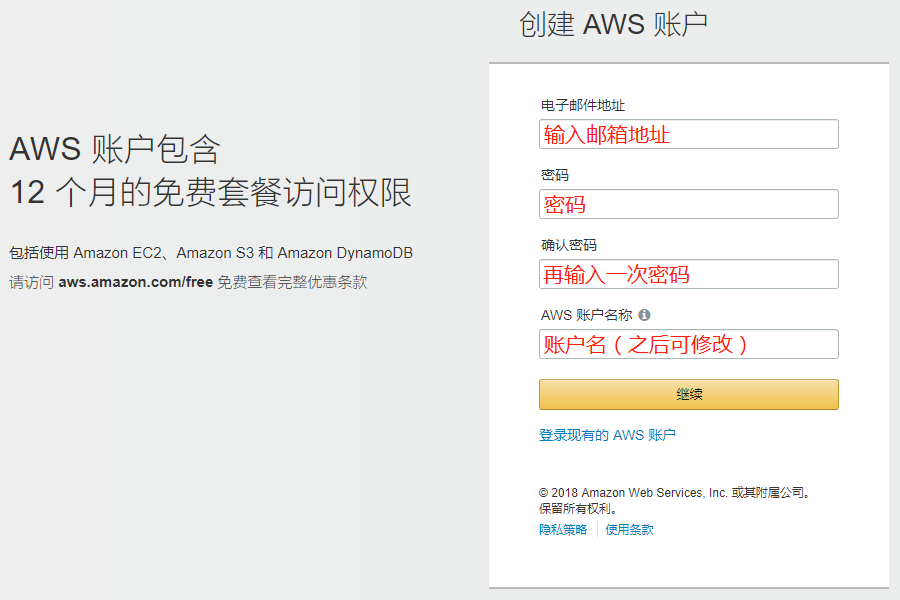 创建 AWS 账户
AWS 账户包含
12 个月的免费套餐访问权限
包括使用 Amazon EC2、Amazon S3 和 Amazon DynamoDB
请访问 aws.amazon.com/free 免费查看完整优惠条款
电子邮件地址
输入邮箱地址
密码
密码
确认密码
再输入一次密码
AWS 账户名称
账户名（之后可修改）
继续
登录现有的 AWS 账户
© 2018 Amazon Web Services, Inc. 或其附属公司。
保留所有权利。
隐私策略 使用条款